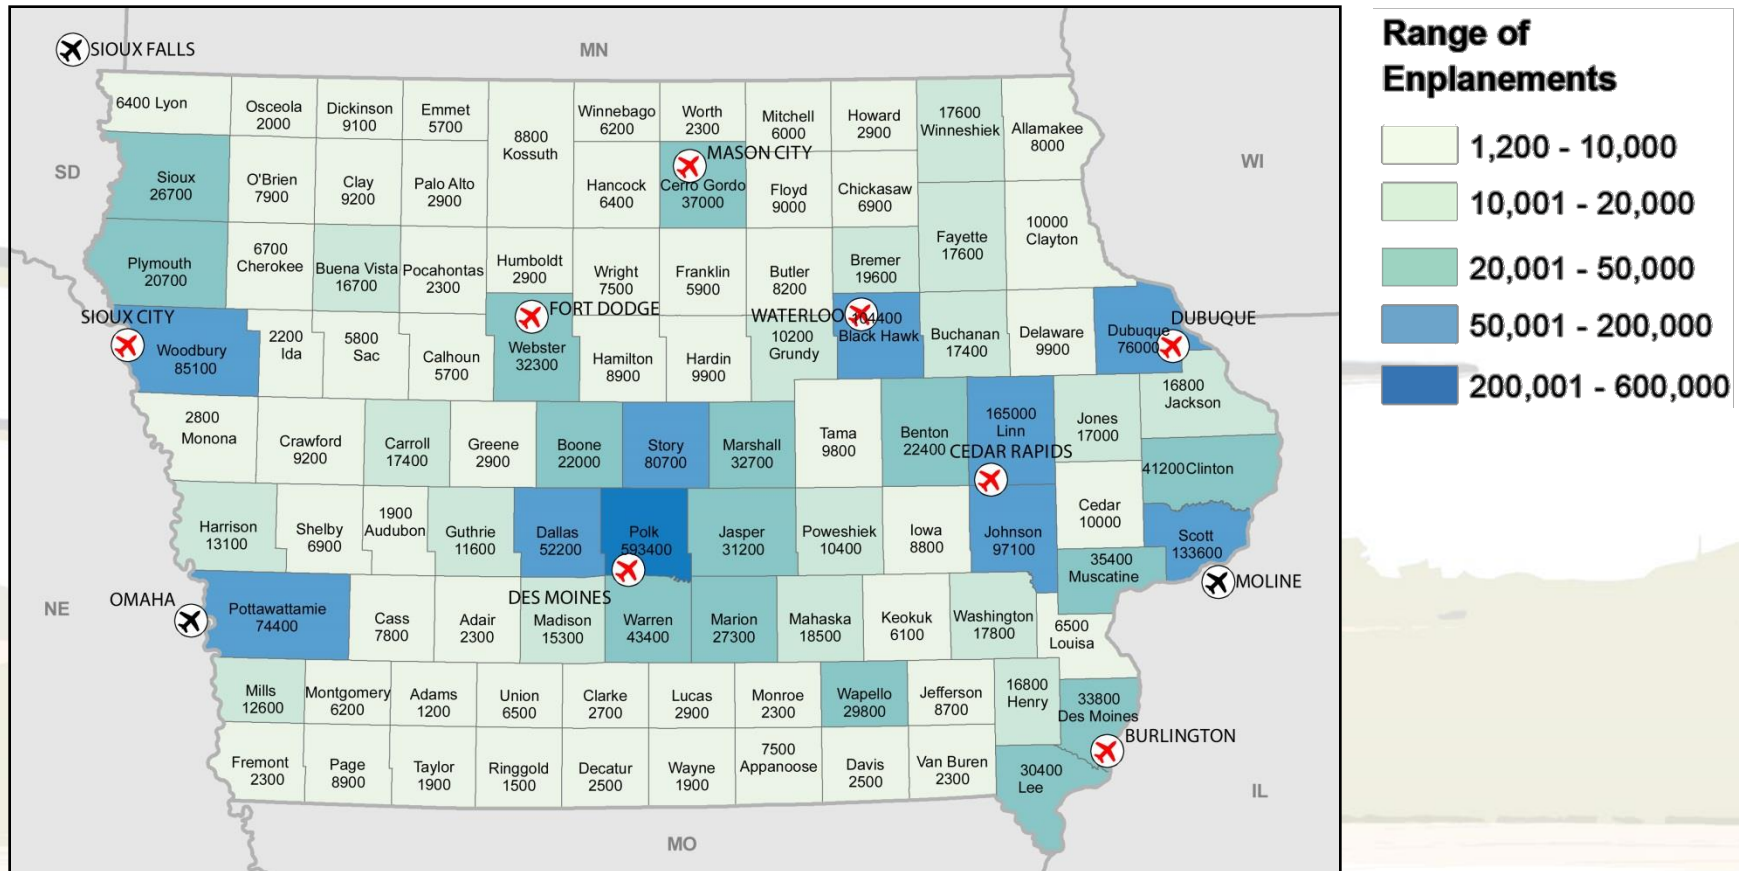 SIOUX FALLS
MN
SD
WI
NE
IL
MO
6400 Lyon
Osceola
2000
Dickinson
9100
Emmet
5700
8800
Kossuth
Winnebago
6200
Worth
2300
Mitchell
6000
Howard
2900
17600
Winneshiek
Allamakee
8000
Sioux
26700
O'Brien
7900
Clay
9200
Palo Alto
2900
Hancock
6400
MASON CITY
Cerro Gordo
37000
Floyd
9000
Chickasaw
6900
Fayette
17600
10000
Clayton
Plymouth
20700
6700
Cherokee
Buena Vista
16700
Pocahontas
2300
Humboldt
2900
Wright
7500
Franklin
5900
Butler
8200
Bremer
19600
SIOUX CITY
Woodbury
85100
2200
Ida
5800
Sac
Calhoun
5700
FORT DODGE
Webster
32300
Hamilton
8900
Hardin
9900
WATERLOO
10200
Grundy
104400
Black Hawk
Buchanan
17400
Delaware
9900
DUBUQUE
Dubuque
76000
16800
Jackson
2800
Monona
Crawford
9200
Carroll
17400
Greene
2900
Boone
22000
Story
80700
Marshall
32700
Tama
9800
Benton
22400
165000
Linn
CEDAR RAPIDS
Jones
17000
41200Clinton
Harrison
13100
Shelby
6900
1900
Audubon
Guthrie
11600
Dallas
52200
Polk
593400
Jasper
31200
Poweshiek
10400
Iowa
8800
Johnson
97100
Cedar
10000
Scott
133600
35400
Muscatine
MOLINE
OMAHA
Pottawattamie
74400
Cass
7800
Adair
2300
DES MOINES
Madison
15300
Warren
43400
Marion
27300
Mahaska
18500
Keokuk
6100
Washington
17800
6500
Louisa
Mills
12600
Montgomery
6200
Adams
1200
Union
6500
Clarke
2700
Lucas
2900
Monroe
2300
Wapello
29800
Jefferson
8700
16800
Henry
33800
Des Moines
BURLINGTON
Fremont
2300
Page
8900
Taylor
1900
Ringgold
1500
Decatur
2500
Wayne
1900
7500
Appanoose
Davis
2500
Van Buren
2300
30400
Lee
Range of
Enplanements
1,200 - 10,000
10,001 - 20,000
20,001 - 50,000
50,001 - 200,000
200,001 - 600,000